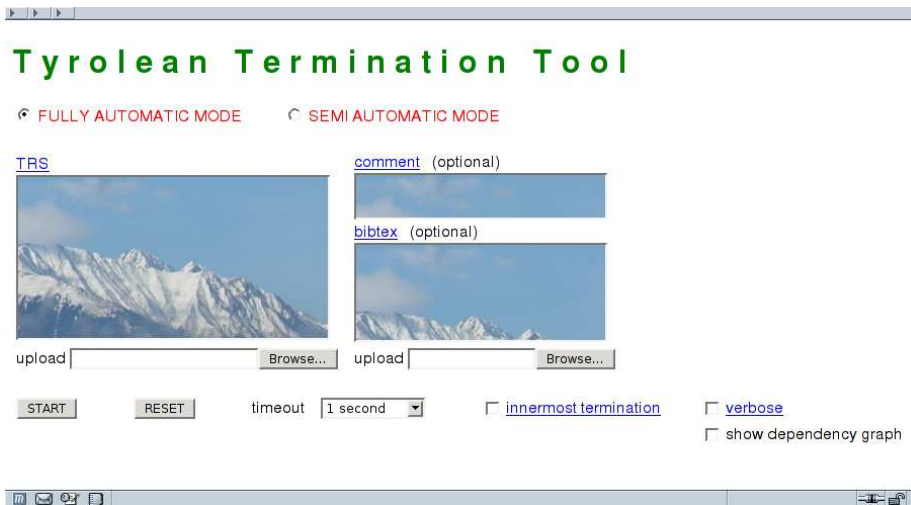 Tyrolean Termination Tool
FULLY AUTOMATIC MODE SEMI AUTOMATIC MODE
TRS
comment (optional)
bibtex (optional)
upload Browse... upload Browse...
START RESET timeout 1 second innermost termination verbose
show dependency graph